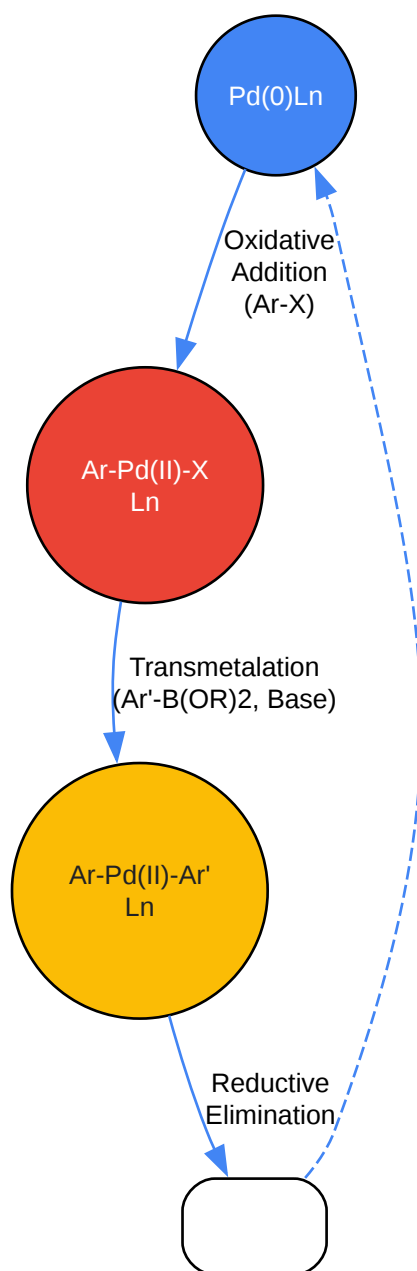 Pd(0)Ln
Oxidative
Addition
(Ar-X)
Ar-Pd(II)-X
Ln
Transmetalation
(Ar'-B(OR)2, Base)
Ar-Pd(II)-Ar'
Ln
Reductive
Elimination